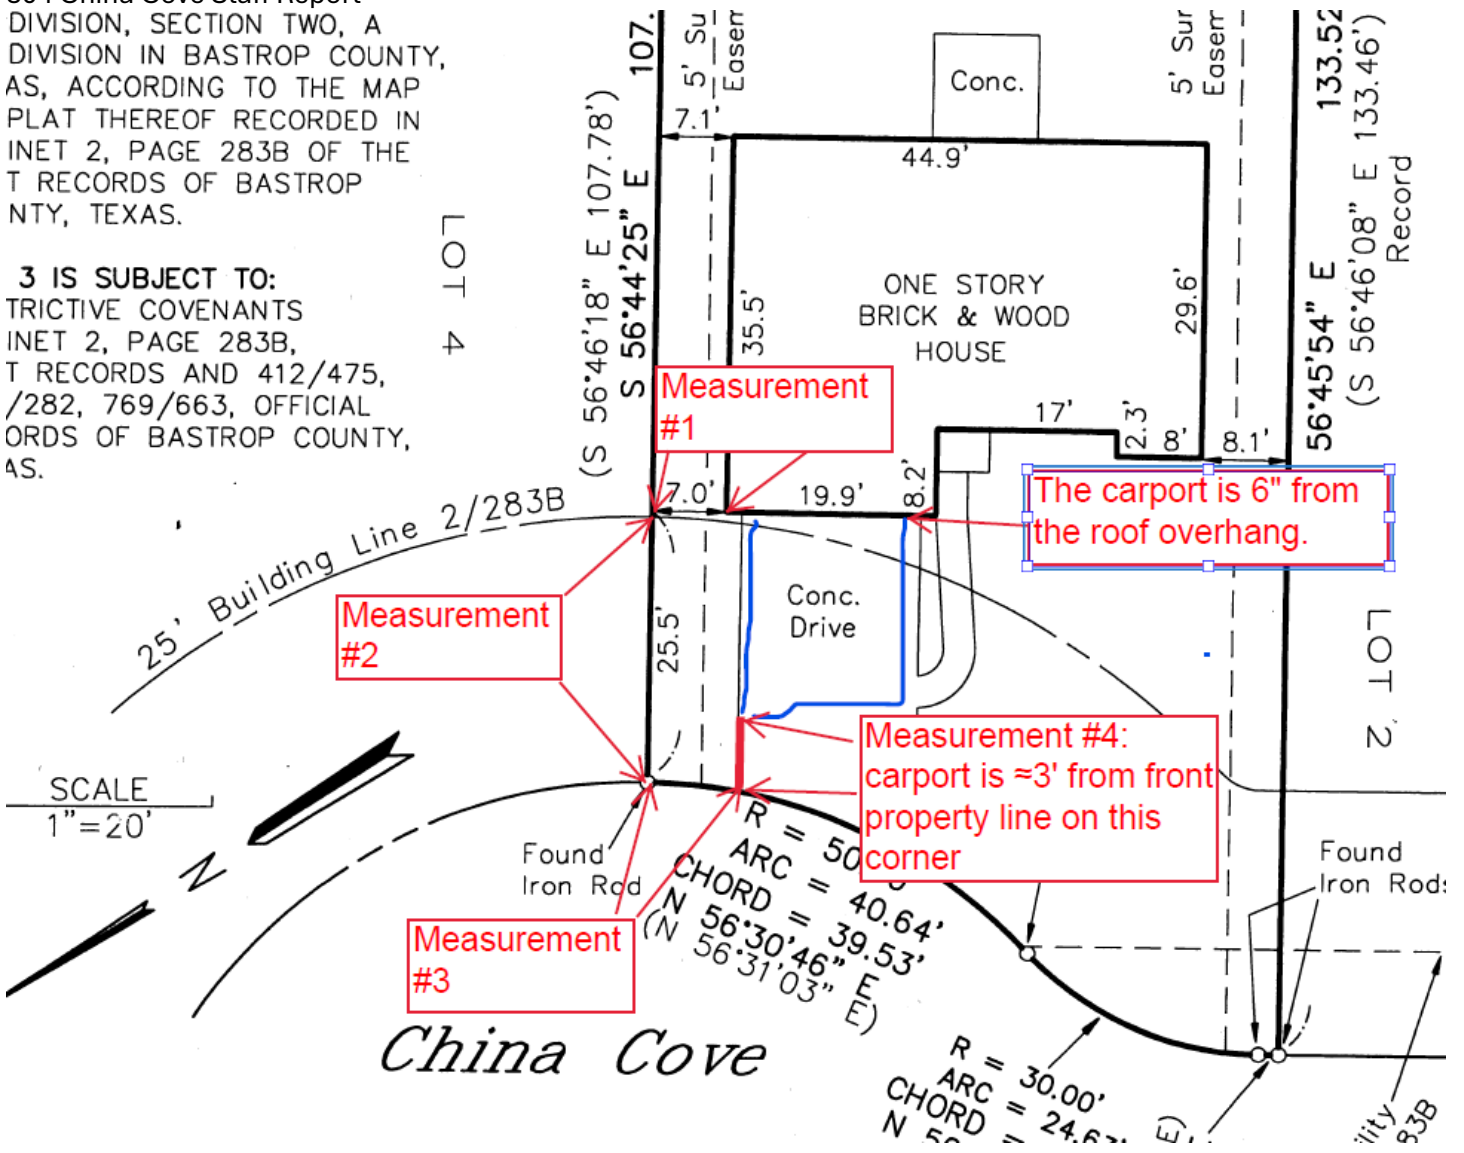 DIVISION, SECTION TWO, A
DIVISION IN BASTROP COUNTY,
AS, ACCORDING TO THE MAP
PLAT THEREOF RECORDED IN
INET 2, PAGE 283B OF THE
T RECORDS OF BASTROP
NTY, TEXAS.
3 IS SUBJECT TO:
TRICTIVE COVENANTS
INET 2, PAGE 283B,
T RECORDS AND 412/475,
/282, 769/663, OFFICIAL
ORDS OF BASTROP COUNTY,
AS.
LOT 4
(S 56°46'18" E 107.78')
S 56°44'25" E 107.
5' Su
Easem
7.1'
Conc.
5' Sur
Easem
133.52
56°45'54" E
(S 56°46'08" E 133.46')
Record
44.9'
ONE STORY
BRICK & WOOD
HOUSE
35.5'
29.6'
Measurement
#1
17'
2.3'
8'
8.1'
7.0'
19.9'
8.2'
The carport is 6" from
the roof overhang.
25' Building Line 2/283B
Measurement
#2
25.5'
Conc.
Drive
LOT 2
Measurement #4:
carport is ≈3' from front
property line on this
corner
SCALE
1"=20'
N
Found
Iron Rod
Found
Iron Rods
Measurement
#3
R = 50
ARC = 40.64'
CHORD = 39.53'
N 56°30'46" E
(N 56°31'03" E)
China Cove
R = 30.00'
ARC = 24.63'
CHORD =
N 5
E)
ility
83B